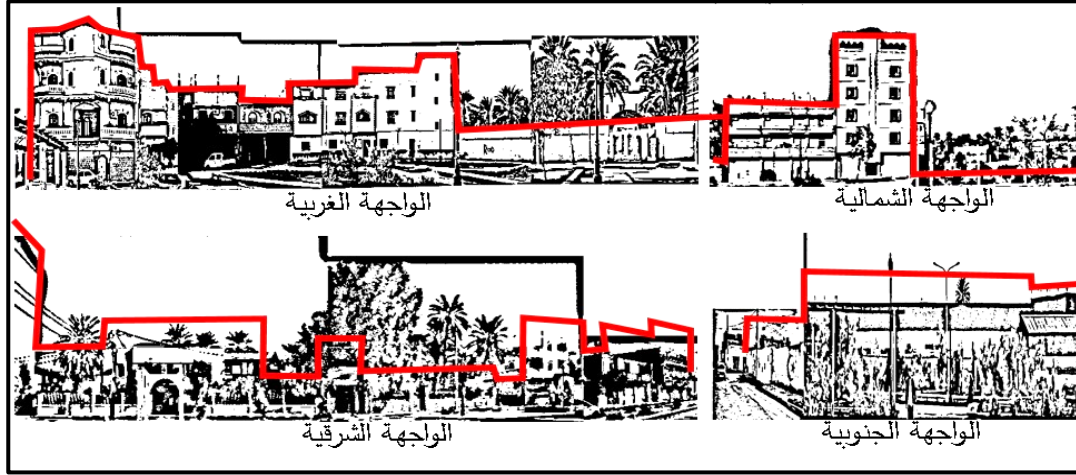 الواجهة الغربية
الواجهة الشمالية
الواجهة الشرقية
الواجهة الجنوبية